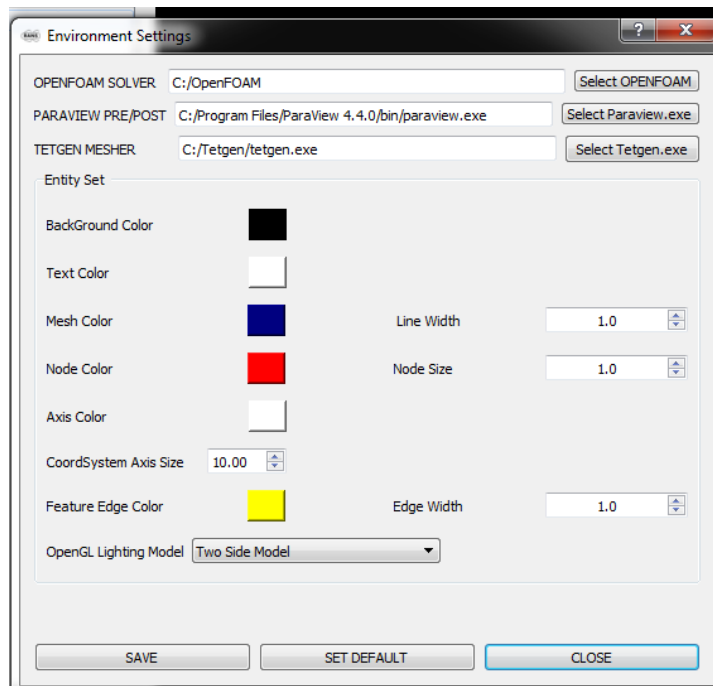 Environment Settings
OPENFOAM SOLVER C:/OpenFOAM Select OPENFOAM
PARAVIEW PRE/POST C:/Program Files/ParaView 4.4.0/bin/paraview.exe Select Paraview.exe
TETGEN MESHER C:/Tetgen/tetgen.exe Select Tetgen.exe
Entity Set
BackGround Color
Text Color
Mesh Color Line Width 1.0
Node Color Node Size 1.0
Axis Color
CoordSystem Axis Size 10.00
Feature Edge Color Edge Width 1.0
OpenGL Lighting Model Two Side Model
SAVE SET DEFAULT CLOSE